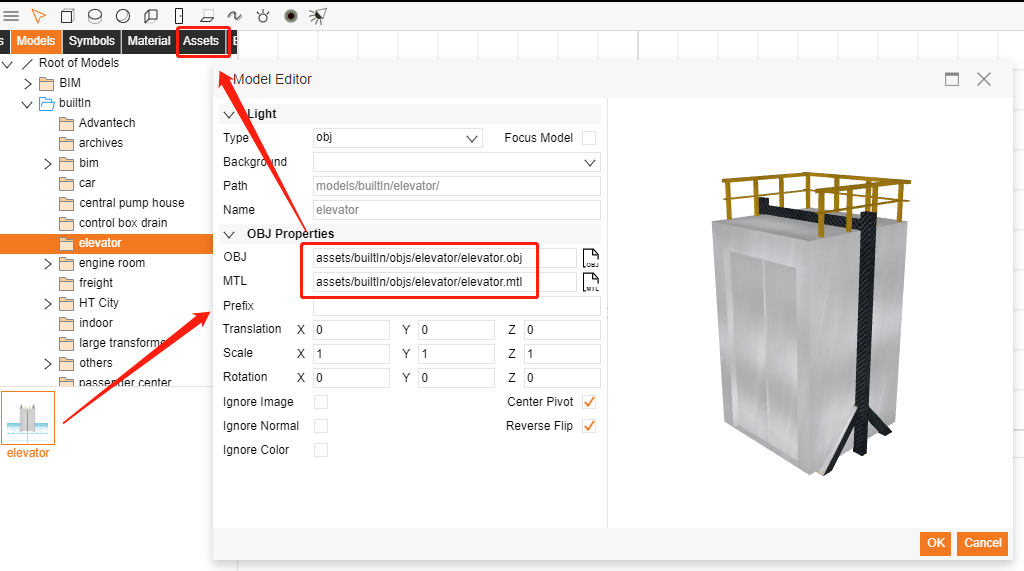 s Models Symbols Material Assets E
Root of Models
BIM
builtIn
Advantech
archives
bim
car
central pump house
control box drain
elevator
engine room
freight
HT City
indoor
large transforme
others
passenger center
elevator
Model Editor
Light
Type obj Focus Model
Background
Path models/builtIn/elevator/
Name elevator
OBJ Properties
OBJ assets/builtIn/objs/elevator/elevator.obj OBJ
MTL assets/builtIn/objs/elevator/elevator.mtl MTL
Prefix
Translation X 0 Y 0 Z 0
Scale X 1 Y 1 Z 1
Rotation X 0 Y 0 Z 0
Ignore Image Center Pivot
Ignore Normal Reverse Flip
Ignore Color
OK Cancel